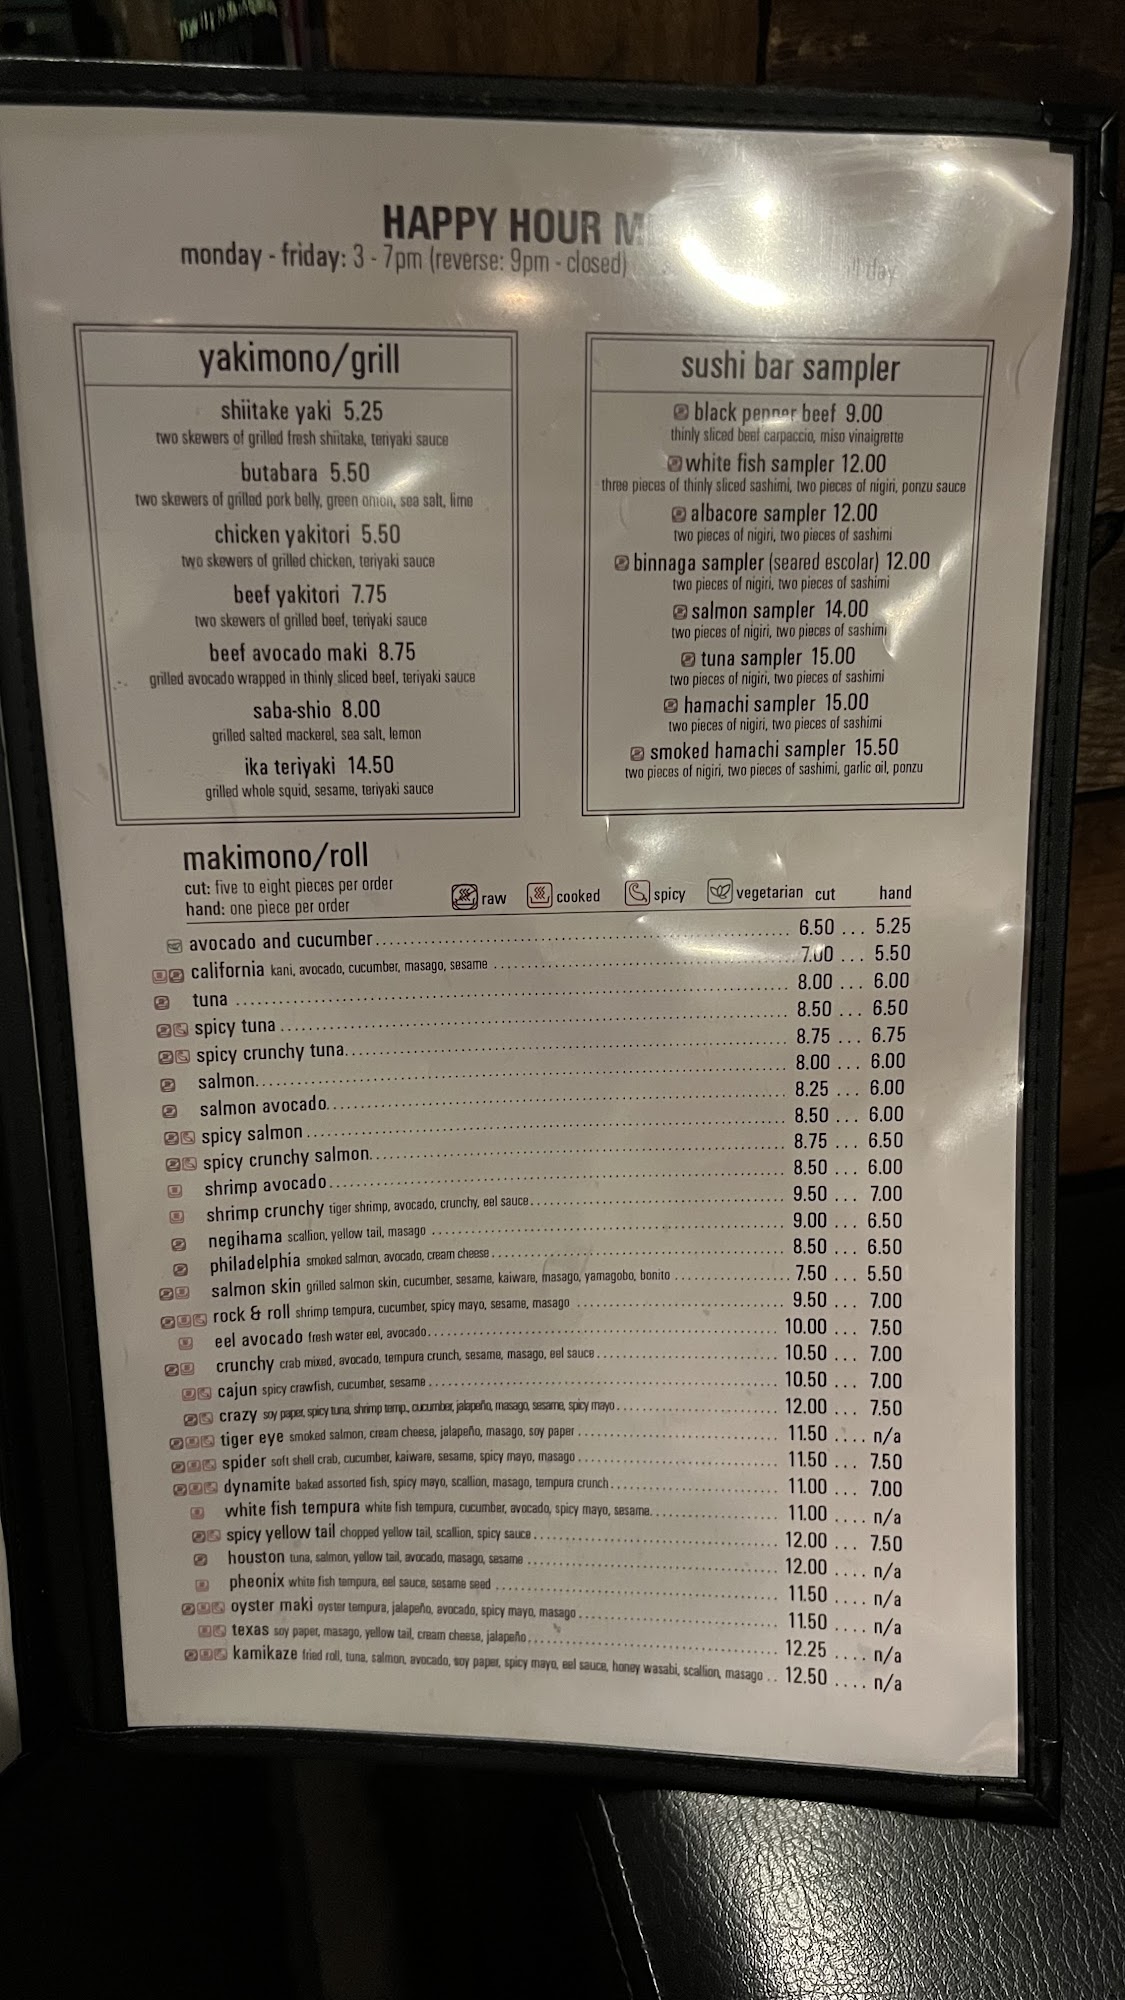 HAPPY HOUR
monday - friday: 3 - 7pm (reverse: 9pm - closed) day
yakimono/grill
shiitake yaki 5.25
two skewers of grilled fresh shiitake, teriyaki sauce
butabara 5.50
two skewers of grilled pork belly, green onion, sea salt, lime
chicken yakitori 5.50
two skewers of grilled chicken, teriyaki sauce
beef yakitori 7.75
two skewers of grilled beef, teriyaki sauce
beef avocado maki 8.75
grilled avocado wrapped in thinly sliced beef, teriyaki sauce
saba-shio 8.00
grilled salted mackerel, sea salt, lemon
ika teriyaki 14.50
grilled whole squid, sesame, teriyaki sauce
sushi bar sampler
black pepper beef 9.00
thinly sliced beef carpaccio, miso vinaigrette
white fish sampler 12.00
three pieces of thinly sliced sashimi, two pieces of nigiri, ponzu sauce
albacore sampler 12.00
two pieces of nigiri, two pieces of sashimi
binnaga sampler (seared escolar) 12.00
two pieces of nigiri, two pieces of sashimi
salmon sampler 14.00
two pieces of nigiri, two pieces of sashimi
tuna sampler 15.00
two pieces of nigiri, two pieces of sashimi
hamachi sampler 15.00
two pieces of nigiri, two pieces of sashimi
smoked hamachi sampler 15.50
two pieces of nigiri, two pieces of sashimi, garlic oil, ponzu
makimono/roll
cut: five to eight pieces per order
hand: one piece per order
raw cooked spicy vegetarian cut hand
avocado and cucumber 6.50 ... 5.25
california kani, avocado, cucumber, masago, sesame 7.00 ... 5.50
tuna 8.00 ... 6.00
spicy tuna 8.50 ... 6.50
spicy crunchy tuna 8.75 ... 6.75
salmon 8.00 ... 6.00
salmon avocado 8.25 ... 6.00
spicy salmon 8.50 ... 6.00
spicy crunchy salmon 8.75 ... 6.50
shrimp avocado 8.50 ... 6.00
shrimp crunchy tiger shrimp, avocado, crunchy, eel sauce 9.50 ... 7.00
negihama scallion, yellow tail, masago 9.00 ... 6.50
philadelphia smoked salmon, avocado, cream cheese 8.50 ... 6.50
salmon skin grilled salmon skin, cucumber, sesame, kaiware, masago, yamagobo, bonito 7.50 ... 5.50
rock & roll shrimp tempura, cucumber, spicy mayo, sesame, masago 9.50 ... 7.00
eel avocado fresh water eel, avocado 10.00 ... 7.50
crunchy crab mixed, avocado, tempura crunch, sesame, masago, eel sauce 10.50 ... 7.00
cajun spicy crawfish, cucumber, sesame 10.50 ... 7.00
crazy soy paper, spicy tuna, shrimp temp., cucumber, jalapeño, masago, sesame, spicy mayo 12.00 ... 7.50
tiger eye smoked salmon, cream cheese, jalapeño, masago, soy paper 11.50 .... n/a
spider soft shell crab, cucumber, kaiware, sesame, spicy mayo, masago 11.50 ... 7.50
dynamite baked assorted fish, spicy mayo, scallion, masago, tempura crunch 11.00 ... 7.00
white fish tempura white fish tempura, cucumber, avocado, spicy mayo, sesame 11.00 .... n/a
spicy yellow tail chopped yellow tail, scallion, spicy sauce 12.00 ... 7.50
houston tuna, salmon, yellow tail, avocado, masago, sesame 12.00 .... n/a
pheonix white fish tempura, eel sauce, sesame seed 11.50 .... n/a
oyster maki oyster tempura, jalapeño, avocado, spicy mayo, masago 11.50 .... n/a
texas soy paper, masago, yellow tail, cream cheese, jalapeño 12.25 .... n/a
kamikaze fried roll, tuna, salmon, avocado, soy paper, spicy mayo, eel sauce, honey wasabi, scallion, masago .. 12.50 .... n/a